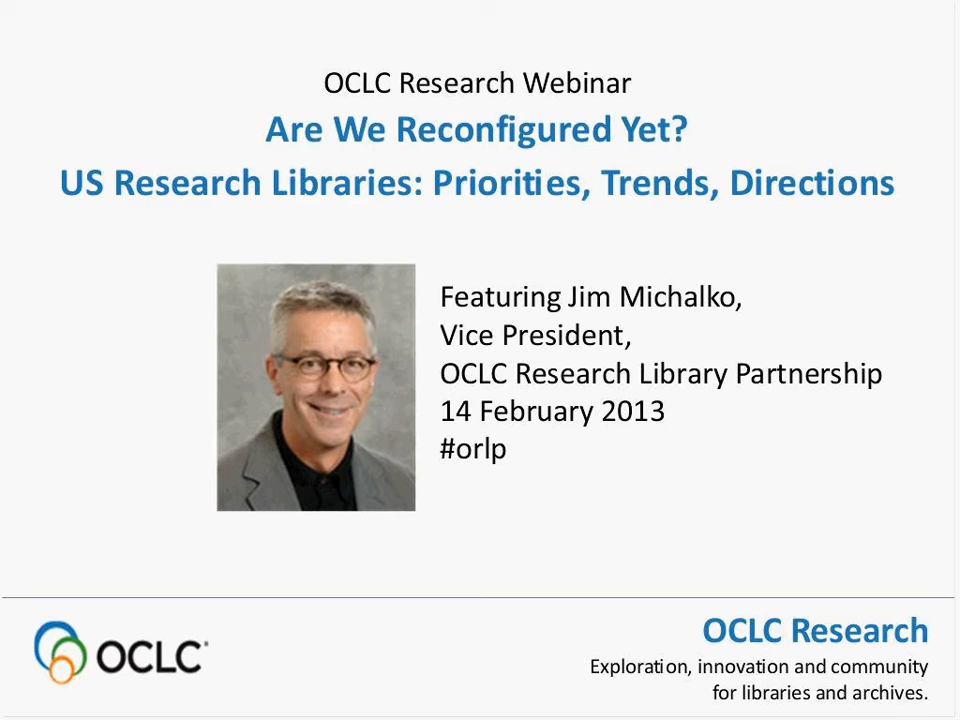 OCLC Research Webinar
Are We Reconfigured Yet?
US Research Libraries: Priorities, Trends, Directions
Featuring Jim Michalko,
Vice President,
OCLC Research Library Partnership
14 February 2013
#orlp
OCLC
OCLC Research
Exploration, innovation and community
for libraries and archives.